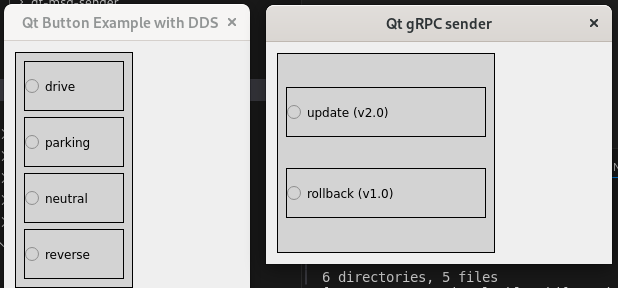 Qt Button Example with DDS ×
drive
parking
neutral
reverse
Qt gRPC sender ×
update (v2.0)
rollback (v1.0)
6 directories, 5 files